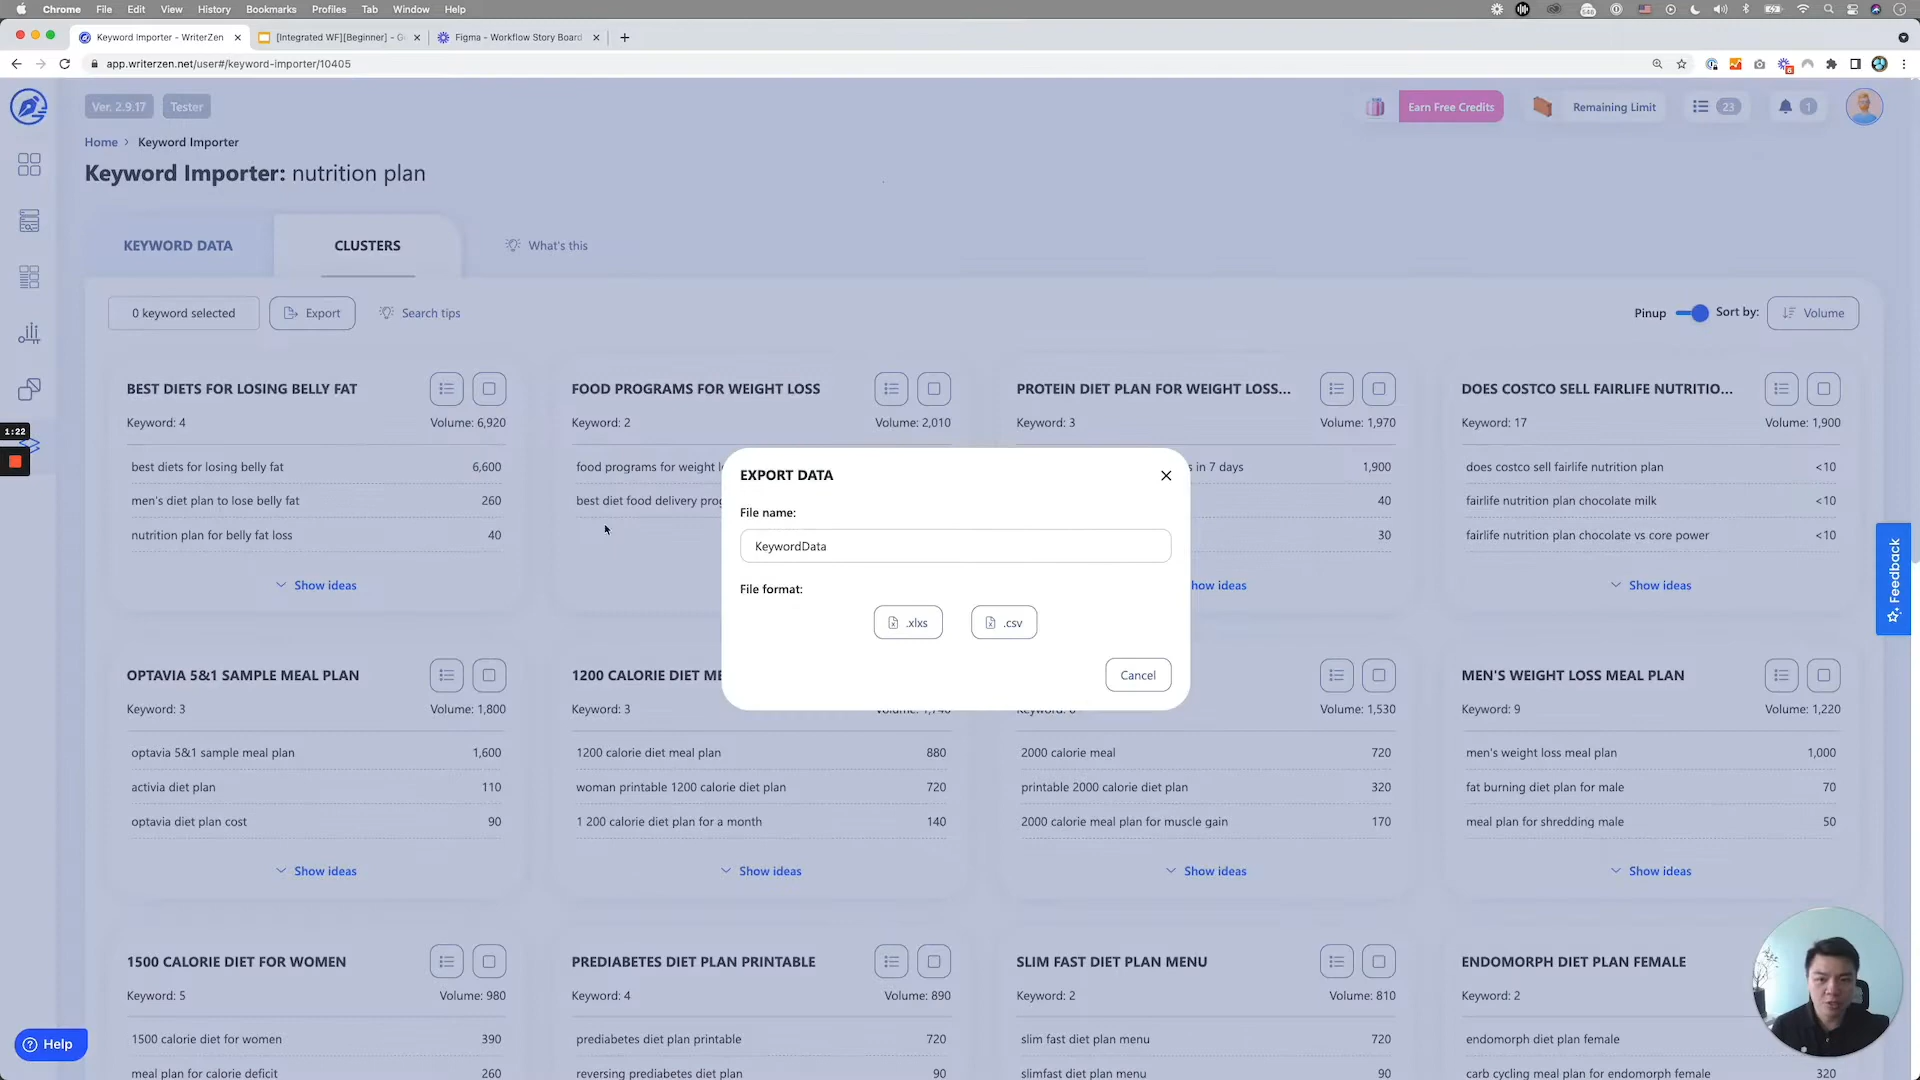 Chrome File Edit View History Bookmarks Profiles Tab Window Help
Keyword Importer - WriterZen
[Integrated WF][Beginner] - G
Figma - Workflow Story Board
app.writerzen.net/user#/keyword-importer/10405
Ver. 2.9.17 Tester
Earn Free Credits
Remaining Limit
23
1
Home > Keyword Importer
Keyword Importer: nutrition plan
KEYWORD DATA
CLUSTERS
What's this
0 keyword selected
Export
Search tips
Pinup
Sort by:
Volume
BEST DIETS FOR LOSING BELLY FAT
Keyword: 4 Volume: 6,920
best diets for losing belly fat 6,600
men's diet plan to lose belly fat 260
nutrition plan for belly fat loss 40
Show ideas
FOOD PROGRAMS FOR WEIGHT LOSS
Keyword: 2 Volume: 2,010
food programs for weight
best diet food delivery
PROTEIN DIET PLAN FOR WEIGHT LOSS...
Keyword: 3 Volume: 1,970
in 7 days 1,900
40
30
how ideas
DOES COSTCO SELL FAIRLIFE NUTRITIO...
Keyword: 17 Volume: 1,900
does costco sell fairlife nutrition plan <10
fairlife nutrition plan chocolate milk <10
fairlife nutrition plan chocolate vs core power <10
Show ideas
EXPORT DATA
File name:
KeywordData
File format:
.xlxs
.csv
Cancel
1:22
Feedback
OPTAVIA 5&1 SAMPLE MEAL PLAN
Keyword: 3 Volume: 1,800
optavia 5&1 sample meal plan 1,600
activia diet plan 110
optavia diet plan cost 90
Show ideas
1200 CALORIE DIET ME
Keyword: 3
1200 calorie diet meal plan 880
woman printable 1200 calorie diet plan 720
1 200 calorie diet plan for a month 140
Show ideas
Volume: 1,530
2000 calorie meal 720
printable 2000 calorie diet plan 320
2000 calorie meal plan for muscle gain 170
Show ideas
MEN'S WEIGHT LOSS MEAL PLAN
Keyword: 9 Volume: 1,220
men's weight loss meal plan 1,000
fat burning diet plan for male 70
meal plan for shredding male 50
Show ideas
1500 CALORIE DIET FOR WOMEN
Keyword: 5 Volume: 980
1500 calorie diet for women 390
meal plan for calorie deficit 260
PREDIABETES DIET PLAN PRINTABLE
Keyword: 4 Volume: 890
prediabetes diet plan printable 720
reversing prediabetes diet plan 90
SLIM FAST DIET PLAN MENU
Keyword: 2 Volume: 810
slim fast diet plan menu 720
slimfast diet plan menu 90
ENDOMORPH DIET PLAN FEMALE
Keyword: 2
endomorph diet plan female
carb cycling meal plan for endomorph female 320
Help